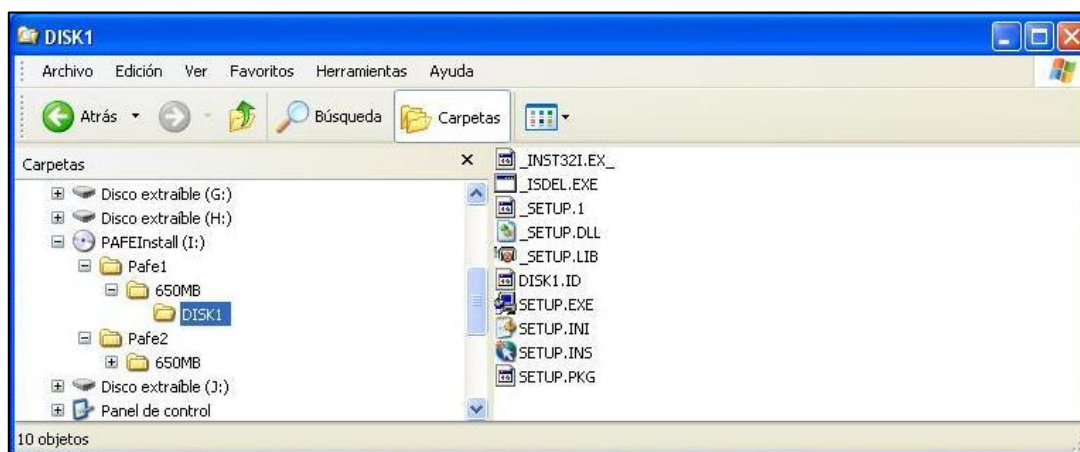 DISK1
Archivo Edición Ver Favoritos Herramientas Ayuda
Atrás Búsqueda Carpetas
Carpetas
Disco extraíble (G:)
Disco extraíble (H:)
PAFEInstall (I:)
Pafe1
650MB
DISK1
Pafe2
650MB
Disco extraíble (J:)
Panel de control
_INST32I.EX_
_ISDEL.EXE
_SETUP.1
_SETUP.DLL
_SETUP.LIB
DISK1.ID
SETUP.EXE
SETUP.INI
SETUP.INS
SETUP.PKG
10 objetos